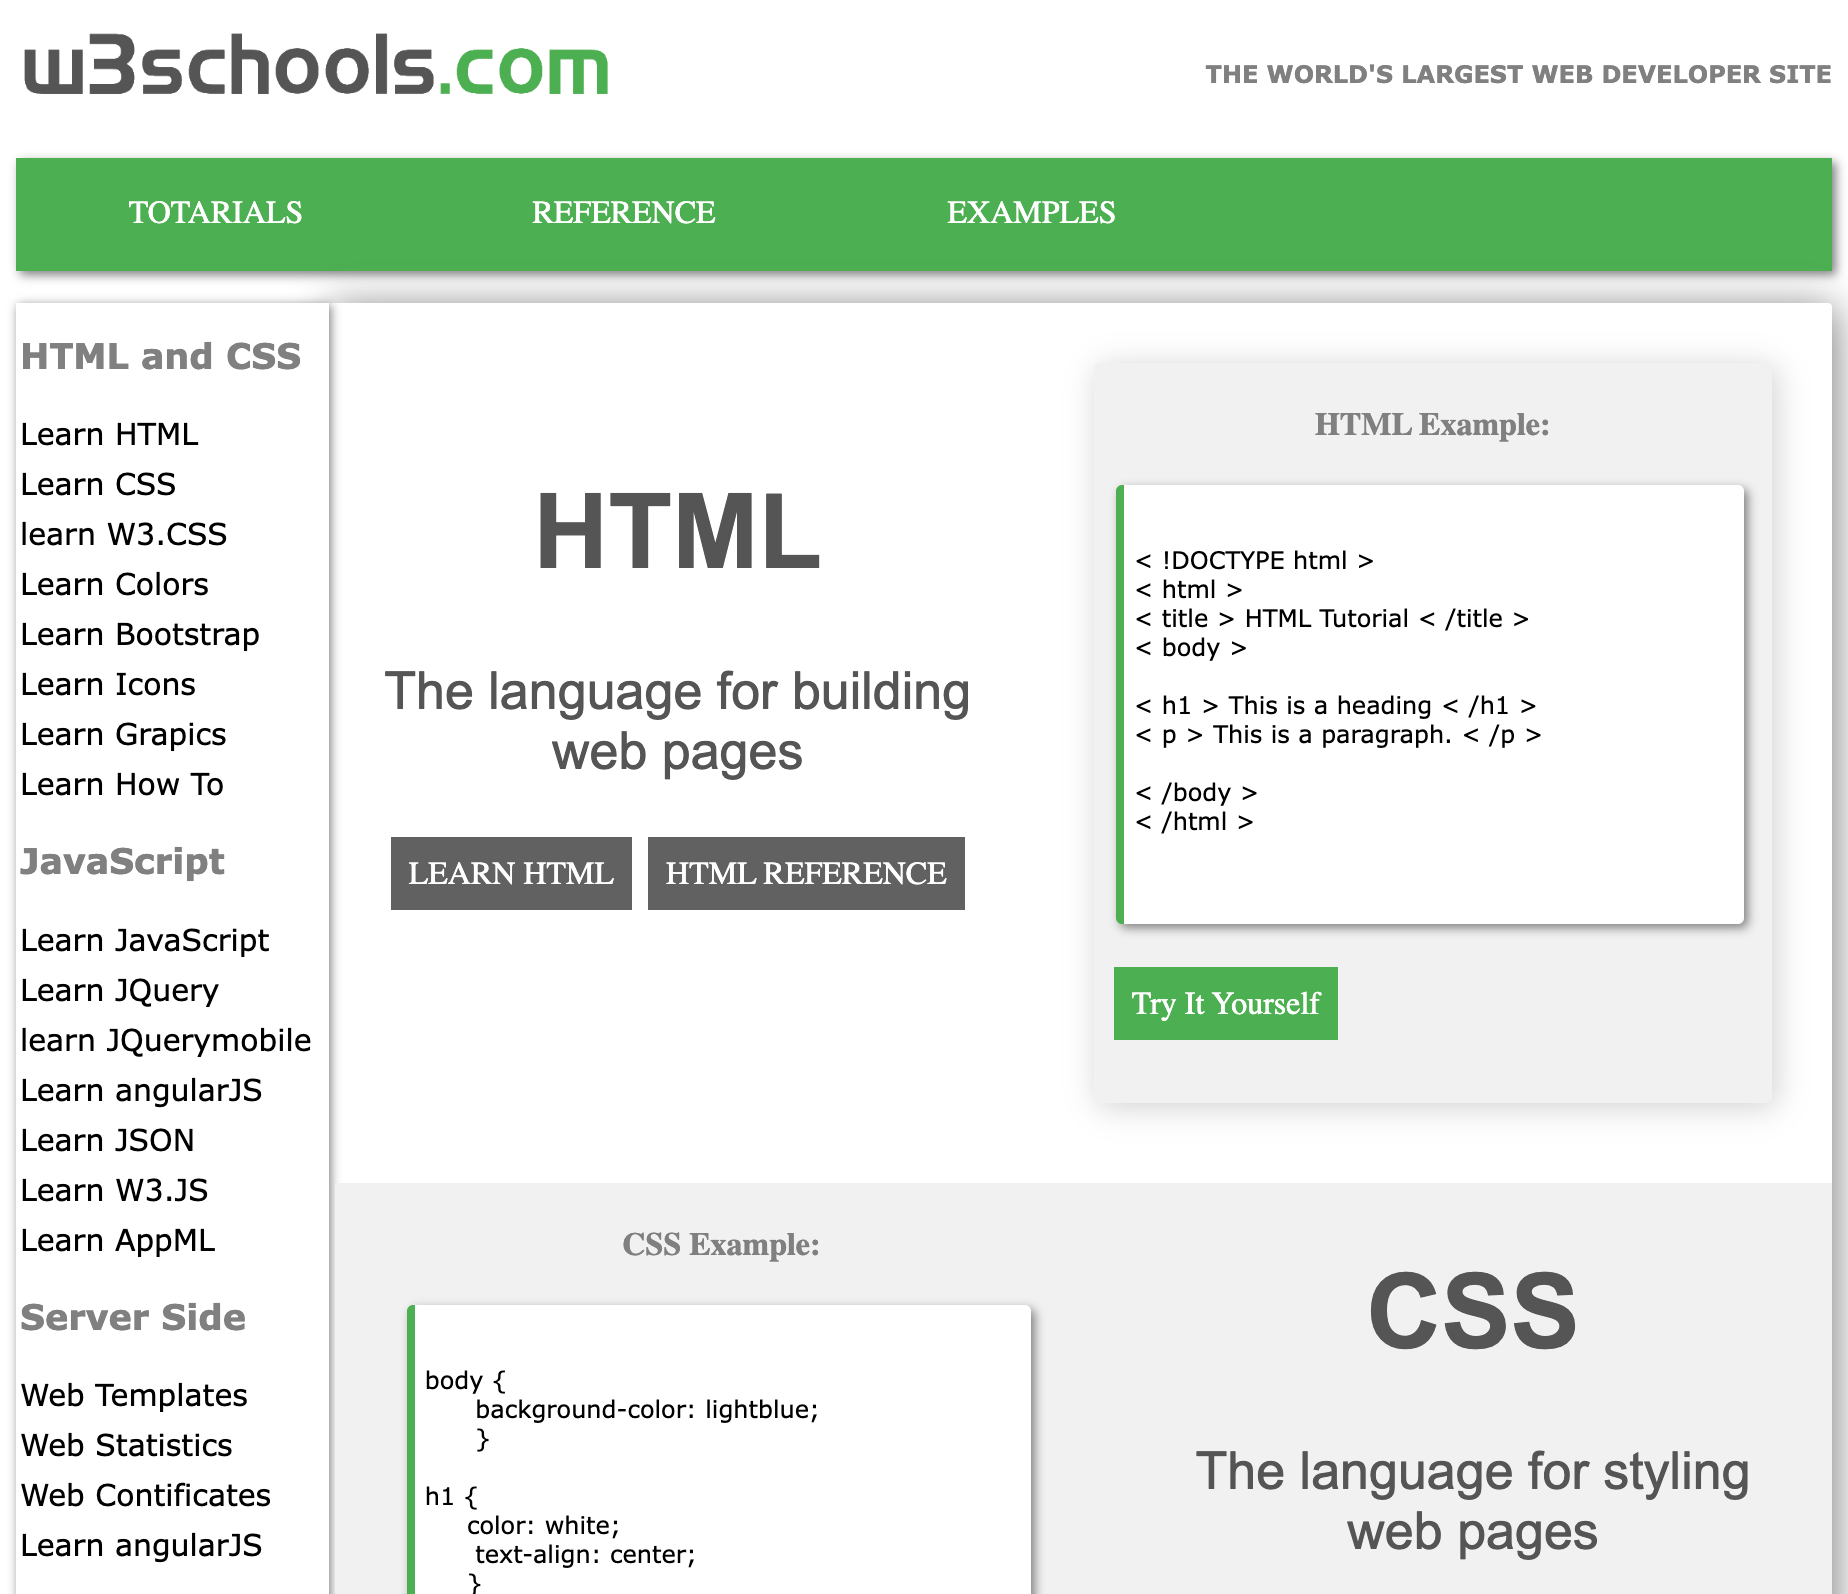 w3schools.com
THE WORLD'S LARGEST WEB DEVELOPER SITE
TOTARIALS
REFERENCE
EXAMPLES
HTML and CSS
Learn HTML
Learn CSS
learn W3.CSS
Learn Colors
Learn Bootstrap
Learn Icons
Learn Grapics
Learn How To
JavaScript
Learn JavaScript
Learn JQuery
learn JQuerymobile
Learn angularJS
Learn JSON
Learn W3.JS
Learn AppML
Server Side
Web Templates
Web Statistics
Web Contificates
Learn angularJS
HTML
The language for building
web pages
LEARN HTML
HTML REFERENCE
HTML Example:
< !DOCTYPE html >
< html >
< title > HTML Tutorial < /title >
< body >
< h1 > This is a heading < /h1 >
< p > This is a paragraph. < /p >
< /body >
< /html >
Try It Yourself
CSS Example:
body {
background-color: lightblue;
}
h1 {
color: white;
text-align: center;
}
CSS
The language for styling
web pages